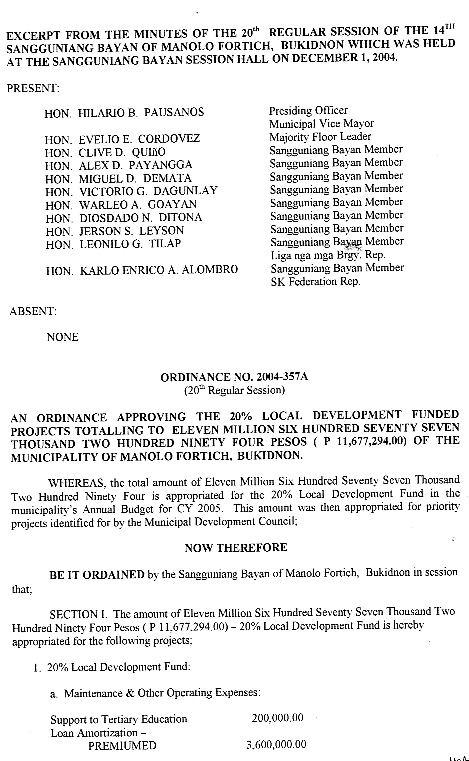 EXCERPT FROM THE MINUTES OF THE 20th REGULAR SESSION OF THE 14TH
SANGGUNIANG BAYAN OF MANOLO FORTICH, BUKIDNON WHICH WAS HELD
AT THE SANGGUNIANG BAYAN SESSION HALL ON DECEMBER 1, 2004.
PRESENT:
HON. HILARIO B. PAUSANOS Presiding Officer
Municipal Vice Mayor
HON. EVELIO E. CORDOVEZ Majority Floor Leader
HON. CLIVE D. QUIÑO Sangguniang Bayan Member
HON. ALEX D. PAYANGGA Sangguniang Bayan Member
HON. MIGUEL D. DEMATA Sangguniang Bayan Member
HON. VICTORIO G. DAGUNLAY Sangguniang Bayan Member
HON. WARLEO A. GOAYAN Sangguniang Bayan Member
HON. DIOSDADO N. DITONA Sangguniang Bayan Member
HON. JERSON S. LEYSON Sangguniang Bayan Member
HON. LEONILO G. TILAP Sangguniang Bayan Member
Liga nga mga Brgy. Rep.
HON. KARLO ENRICO A. ALOMBRO Sangguniang Bayan Member
SK Federation Rep.
ABSENT:
NONE
ORDINANCE NO. 2004-357A
(20th Regular Session)
AN ORDINANCE APPROVING THE 20% LOCAL DEVELOPMENT FUNDED
PROJECTS TOTALLING TO ELEVEN MILLION SIX HUNDRED SEVENTY SEVEN
THOUSAND TWO HUNDRED NINETY FOUR PESOS ( P 11,677,294.00) OF THE
MUNICIPALITY OF MANOLO FORTICH, BUKIDNON.
WHEREAS, the total amount of Eleven Million Six Hundred Seventy Seven Thousand
Two Hundred Ninety Four is appropriated for the 20% Local Development Fund in the
municipality's Annual Budget for CY 2005. This amount was then appropriated for priority
projects identified for by the Municipal Development Council;
NOW THEREFORE
BE IT ORDAINED by the Sangguniang Bayan of Manolo Fortich, Bukidnon in session
that;
SECTION I. The amount of Eleven Million Six Hundred Seventy Seven Thousand Two
Hundred Ninety Four Pesos ( P 11,677,294.00) – 20% Local Development Fund is hereby
appropriated for the following projects;
1. 20% Local Development Fund:
a. Maintenance & Other Operating Expenses:
Support to Tertiary Education 200,000.00
Loan Amortization –
PREMIUMED 3,600,000.00